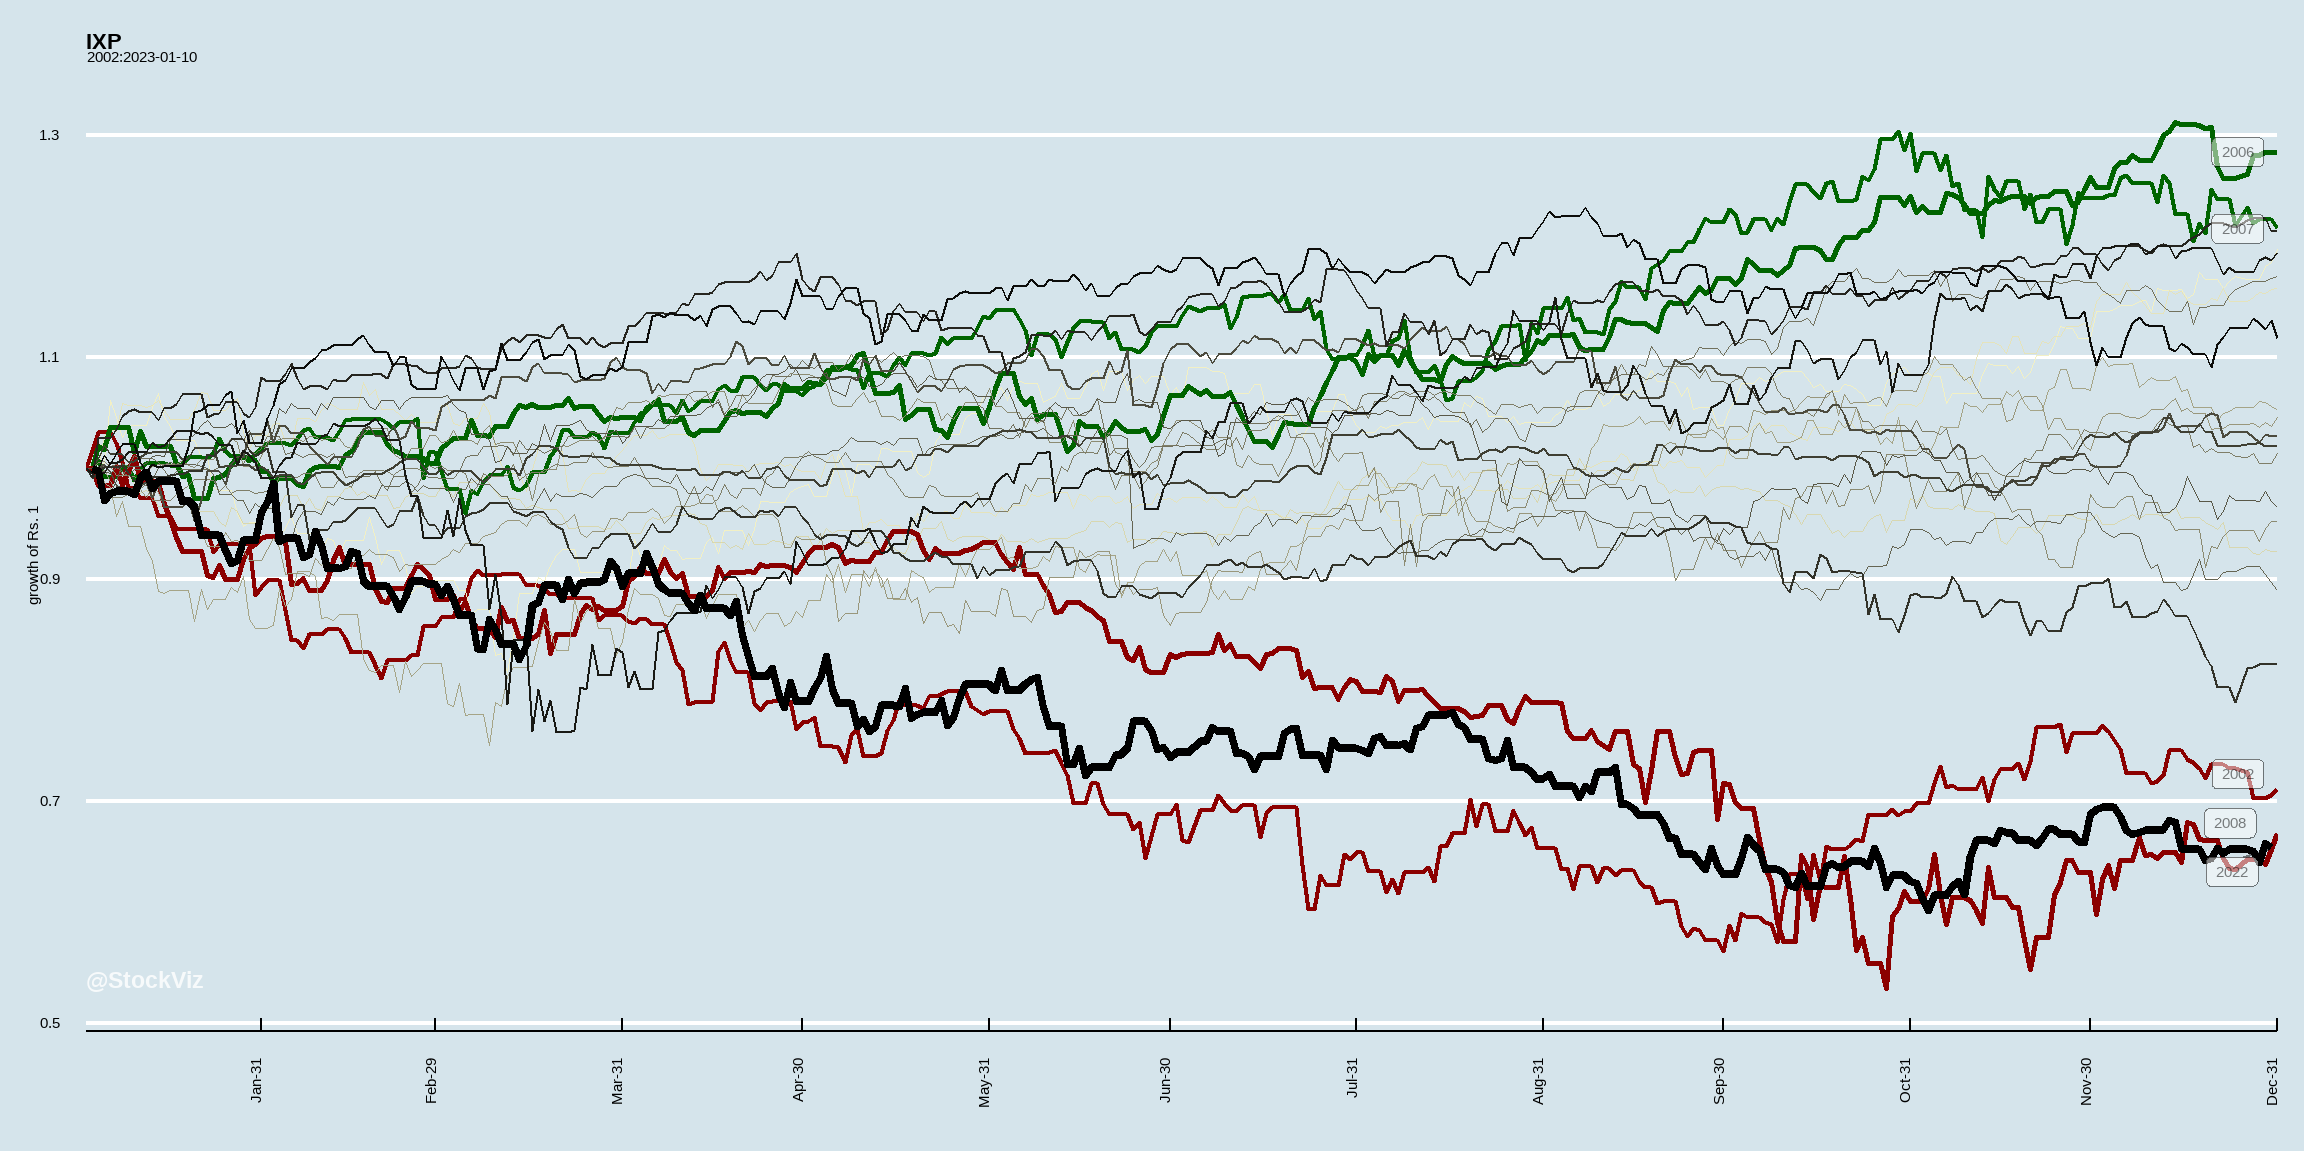 IXP
2002:2023-01-10
1.3
1.1
0.9
0.7
0.5
growth of Rs. 1
2006
2007
2002
2008
2022
@StockViz
Jan-31
Feb-29
Mar-31
Apr-30
May-31
Jun-30
Jul-31
Aug-31
Sep-30
Oct-31
Nov-30
Dec-31